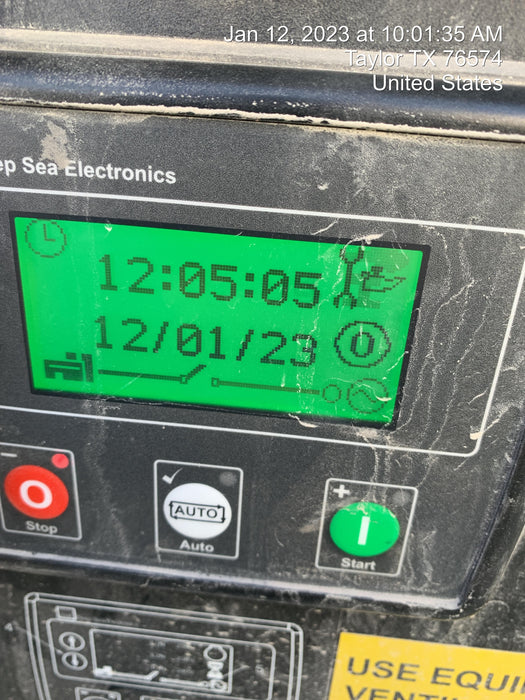 Jan 12, 2023 at 10:01:35 AM
Taylor TX 76574
United States
ep Sea Electronics
12:05:05
12/01/23
0
O
AUTO
I
Stop
Auto
Start
USE EQUI
VENTI